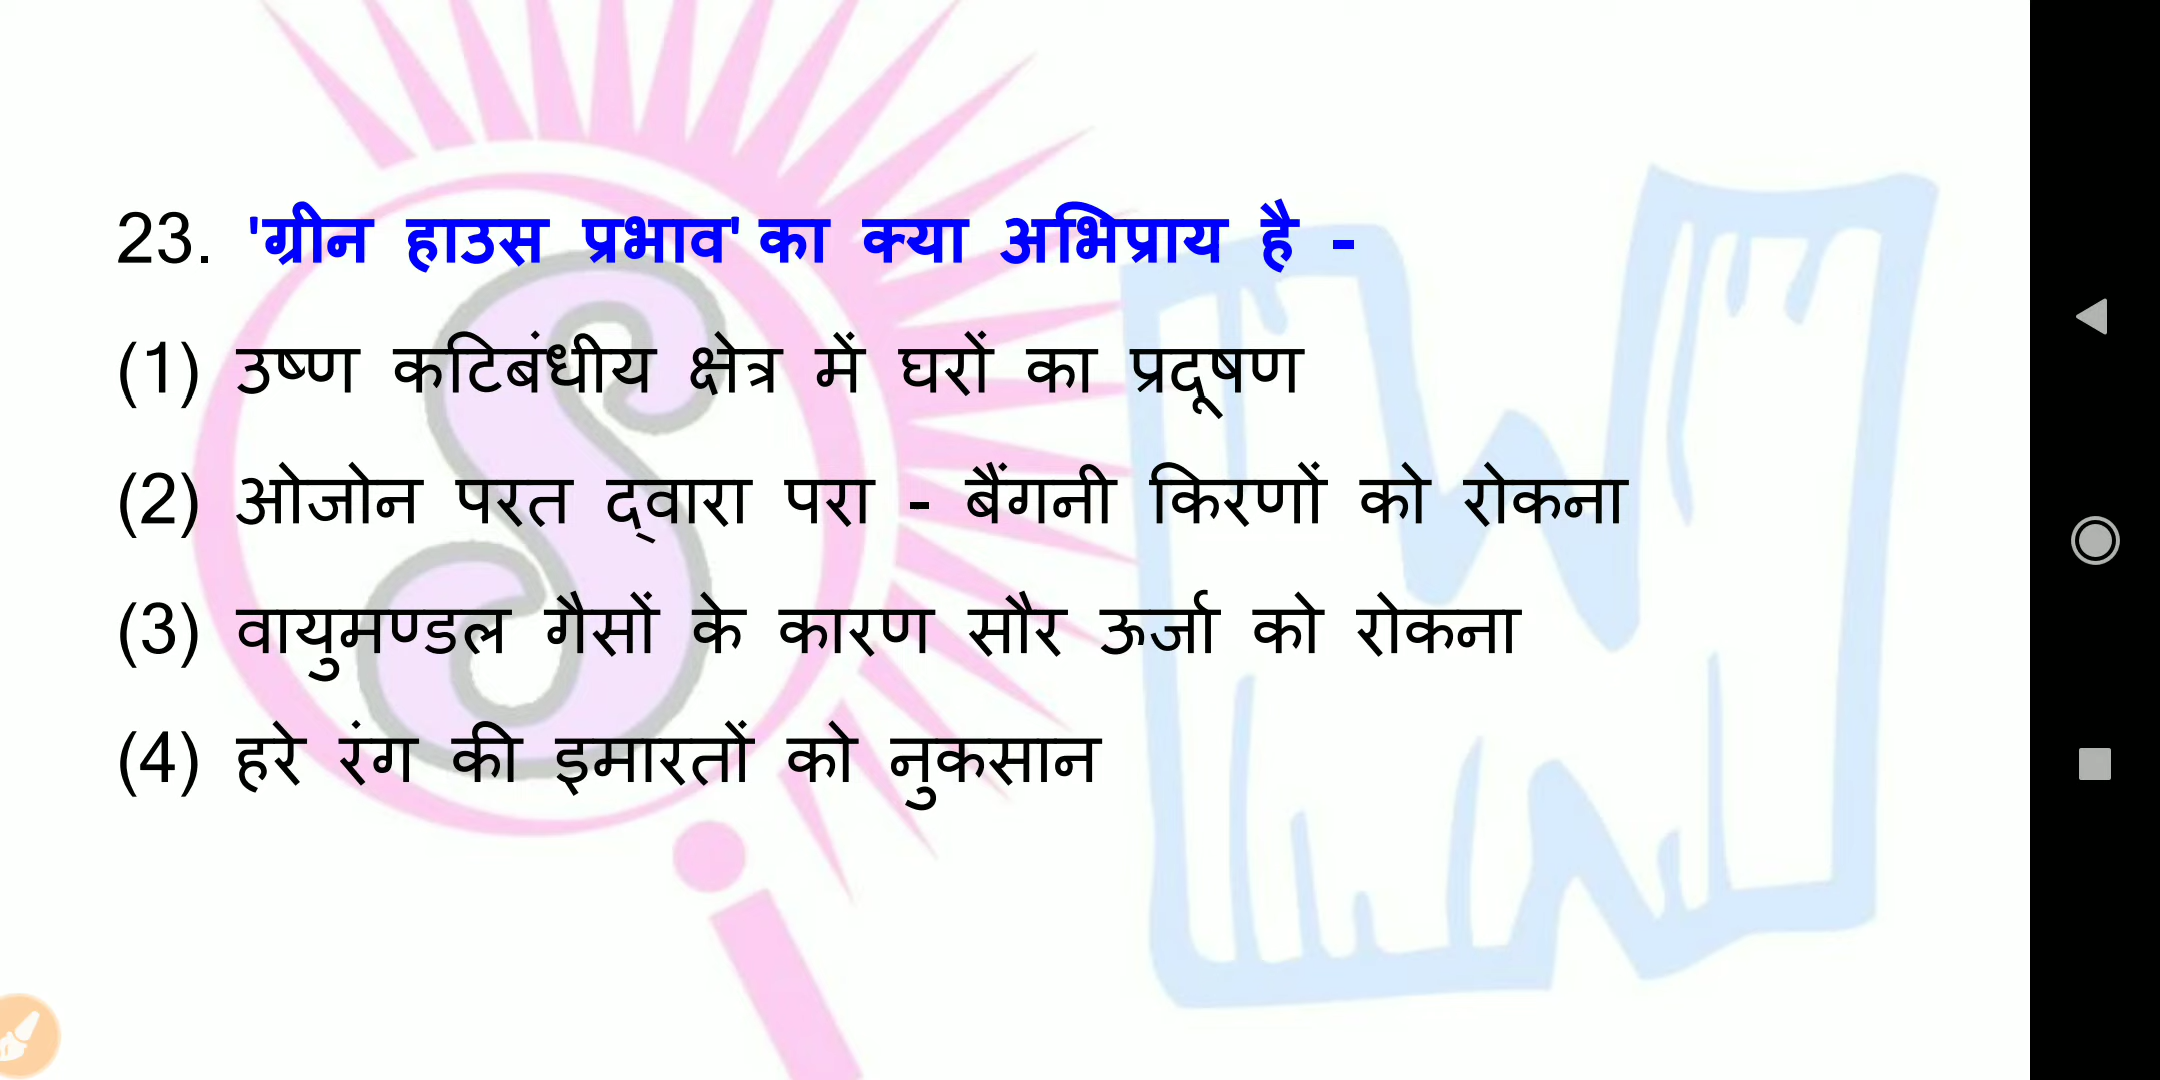 23. 'ग्रीन हाउस प्रभाव' का क्या अभिप्राय है -
(1) उष्ण कटिबंधीय क्षेत्र में घरों का प्रदूषण
(2) ओजोन परत द्वारा परा - बैंगनी किरणों को रोकना
(3) वायुमण्डल गैसों के कारण सौर ऊर्जा को रोकना
(4) हरे रंग की इमारतों को नुकसान